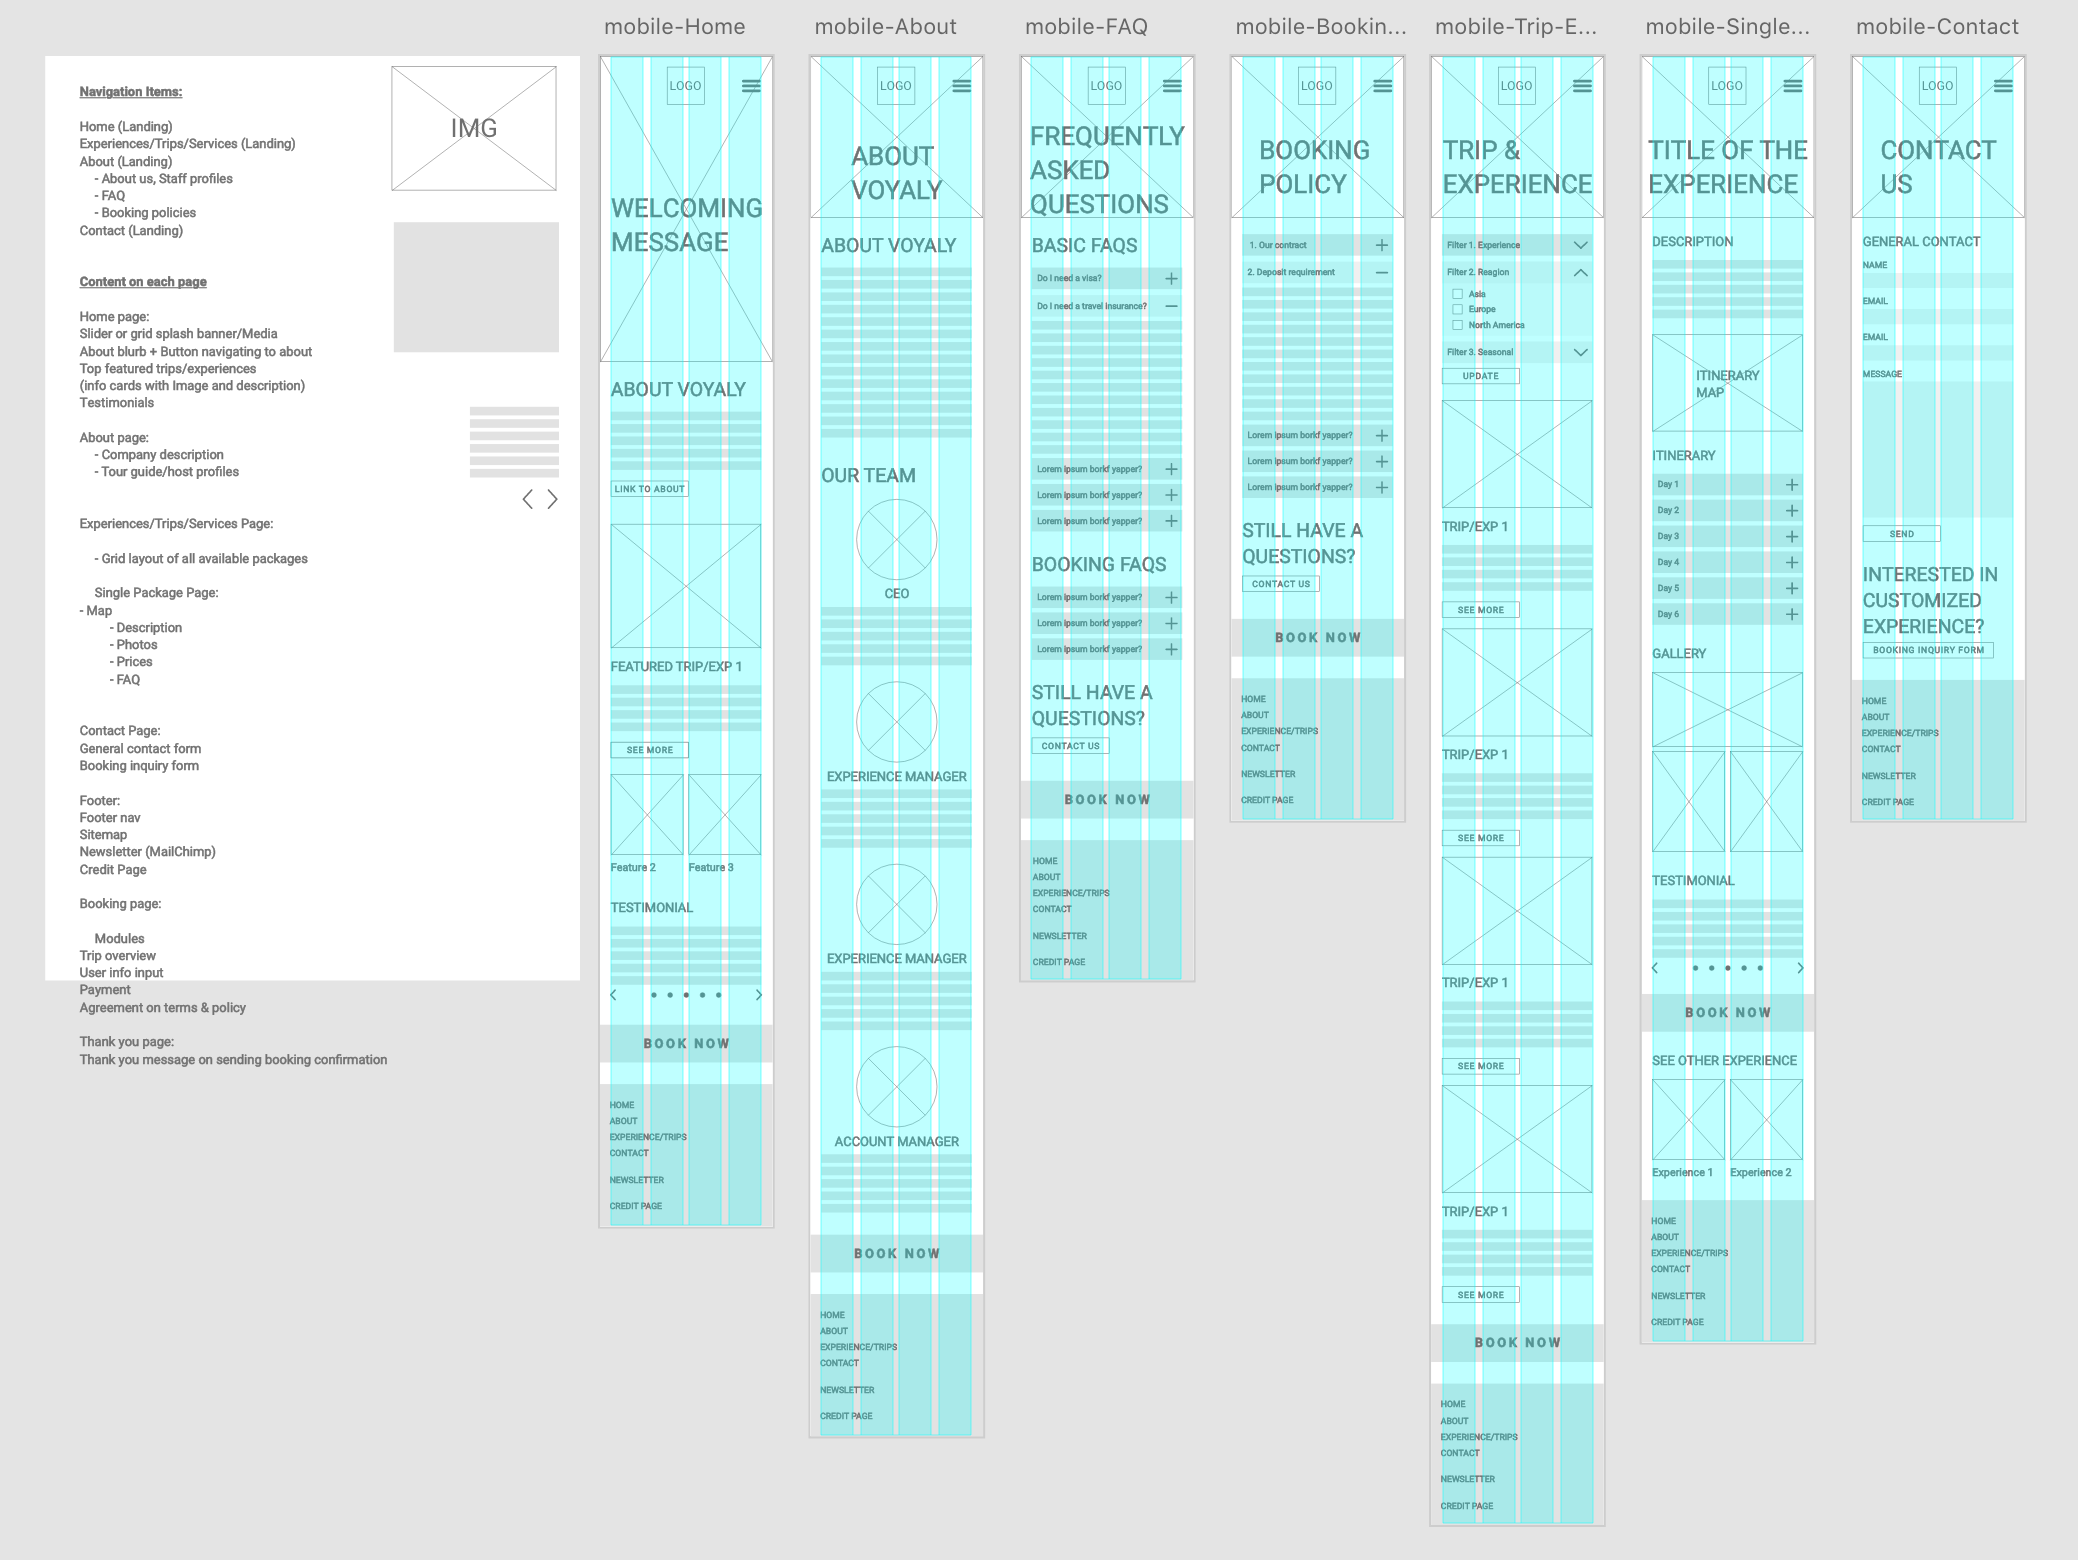 mobile-Home
mobile-About
mobile-FAQ
mobile-Bookin...
mobile-Trip-E...
mobile-Single...
mobile-Contact
Navigation Items:
Home (Landing)
Experiences/Trips/Services (Landing)
About (Landing)
- About us, Staff profiles
- FAQ
- Booking policies
Contact (Landing)
Content on each page
Home page:
Slider or grid splash banner/Media
About blurb + Button navigating to about
Top featured trips/experiences
(info cards with Image and description)
Testimonials
About page:
- Company description
- Tour guide/host profiles
Experiences/Trips/Services Page:
- Grid layout of all available packages
Single Package Page:
- Map
- Description
- Photos
- Prices
- FAQ
Contact Page:
General contact form
Booking inquiry form
Footer:
Footer nav
Sitemap
Newsletter (MailChimp)
Credit Page
Booking page:
Modules
Trip overview
User info input
Payment
Agreement on terms & policy
Thank you page:
Thank you message on sending booking confirmation
IMG
LOGO
WELCOMING
MESSAGE
ABOUT VOYALY
LINK TO ABOUT
FEATURED TRIP/EXP 1
SEE MORE
Feature 2
Feature 3
TESTIMONIAL
BOOK NOW
HOME
ABOUT
EXPERIENCE/TRIPS
CONTACT
NEWSLETTER
CREDIT PAGE
LOGO
ABOUT
VOYALY
ABOUT VOYALY
OUR TEAM
CEO
EXPERIENCE MANAGER
EXPERIENCE MANAGER
ACCOUNT MANAGER
BOOK NOW
HOME
ABOUT
EXPERIENCE/TRIPS
CONTACT
NEWSLETTER
CREDIT PAGE
LOGO
FREQUENTLY
ASKED
QUESTIONS
BASIC FAQS
Do I need a visa?
Do I need a travel Insurance?
Lorem ipsum borkf yapper?
Lorem ipsum borkf yapper?
Lorem ipsum borkf yapper?
BOOKING FAQS
Lorem ipsum borkf yapper?
Lorem ipsum borkf yapper?
Lorem ipsum borkf yapper?
STILL HAVE A
QUESTIONS?
CONTACT US
BOOK NOW
HOME
ABOUT
EXPERIENCE/TRIPS
CONTACT
NEWSLETTER
CREDIT PAGE
LOGO
BOOKING
POLICY
1. Our contract
2. Deposit requirement
Lorem ipsum borkf yapper?
Lorem ipsum borkf yapper?
Lorem ipsum borkf yapper?
STILL HAVE A
QUESTIONS?
CONTACT US
BOOK NOW
HOME
ABOUT
EXPERIENCE/TRIPS
CONTACT
NEWSLETTER
CREDIT PAGE
LOGO
TRIP &
EXPERIENCE
Filter 1. Experience
Filter 2. Reagion
Asia
Europe
North America
Filter 3. Seasonal
UPDATE
TRIP/EXP 1
SEE MORE
TRIP/EXP 1
SEE MORE
TRIP/EXP 1
SEE MORE
TRIP/EXP 1
SEE MORE
BOOK NOW
HOME
ABOUT
EXPERIENCE/TRIPS
CONTACT
NEWSLETTER
CREDIT PAGE
LOGO
TITLE OF THE
EXPERIENCE
DESCRIPTION
ITINERARY
MAP
ITINERARY
Day 1
Day 2
Day 3
Day 4
Day 5
Day 6
GALLERY
TESTIMONIAL
BOOK NOW
SEE OTHER EXPERIENCE
Experience 1
Experience 2
HOME
ABOUT
EXPERIENCE/TRIPS
CONTACT
NEWSLETTER
CREDIT PAGE
LOGO
CONTACT
US
GENERAL CONTACT
NAME
EMAIL
EMAIL
MESSAGE
SEND
INTERESTED IN
CUSTOMIZED
EXPERIENCE?
BOOKING INQUIRY FORM
HOME
ABOUT
EXPERIENCE/TRIPS
CONTACT
NEWSLETTER
CREDIT PAGE